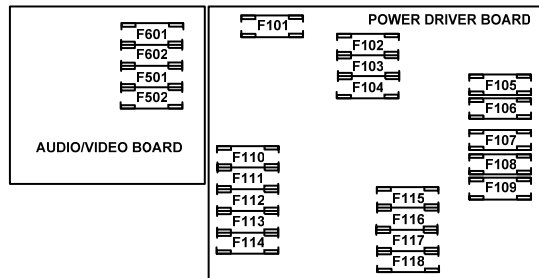 F601
F602
F501
F502
AUDIO/VIDEO BOARD
POWER DRIVER BOARD
F101
F102
F103
F104
F105
F106
F107
F108
F109
F110
F111
F112
F113
F114
F115
F116
F117
F118